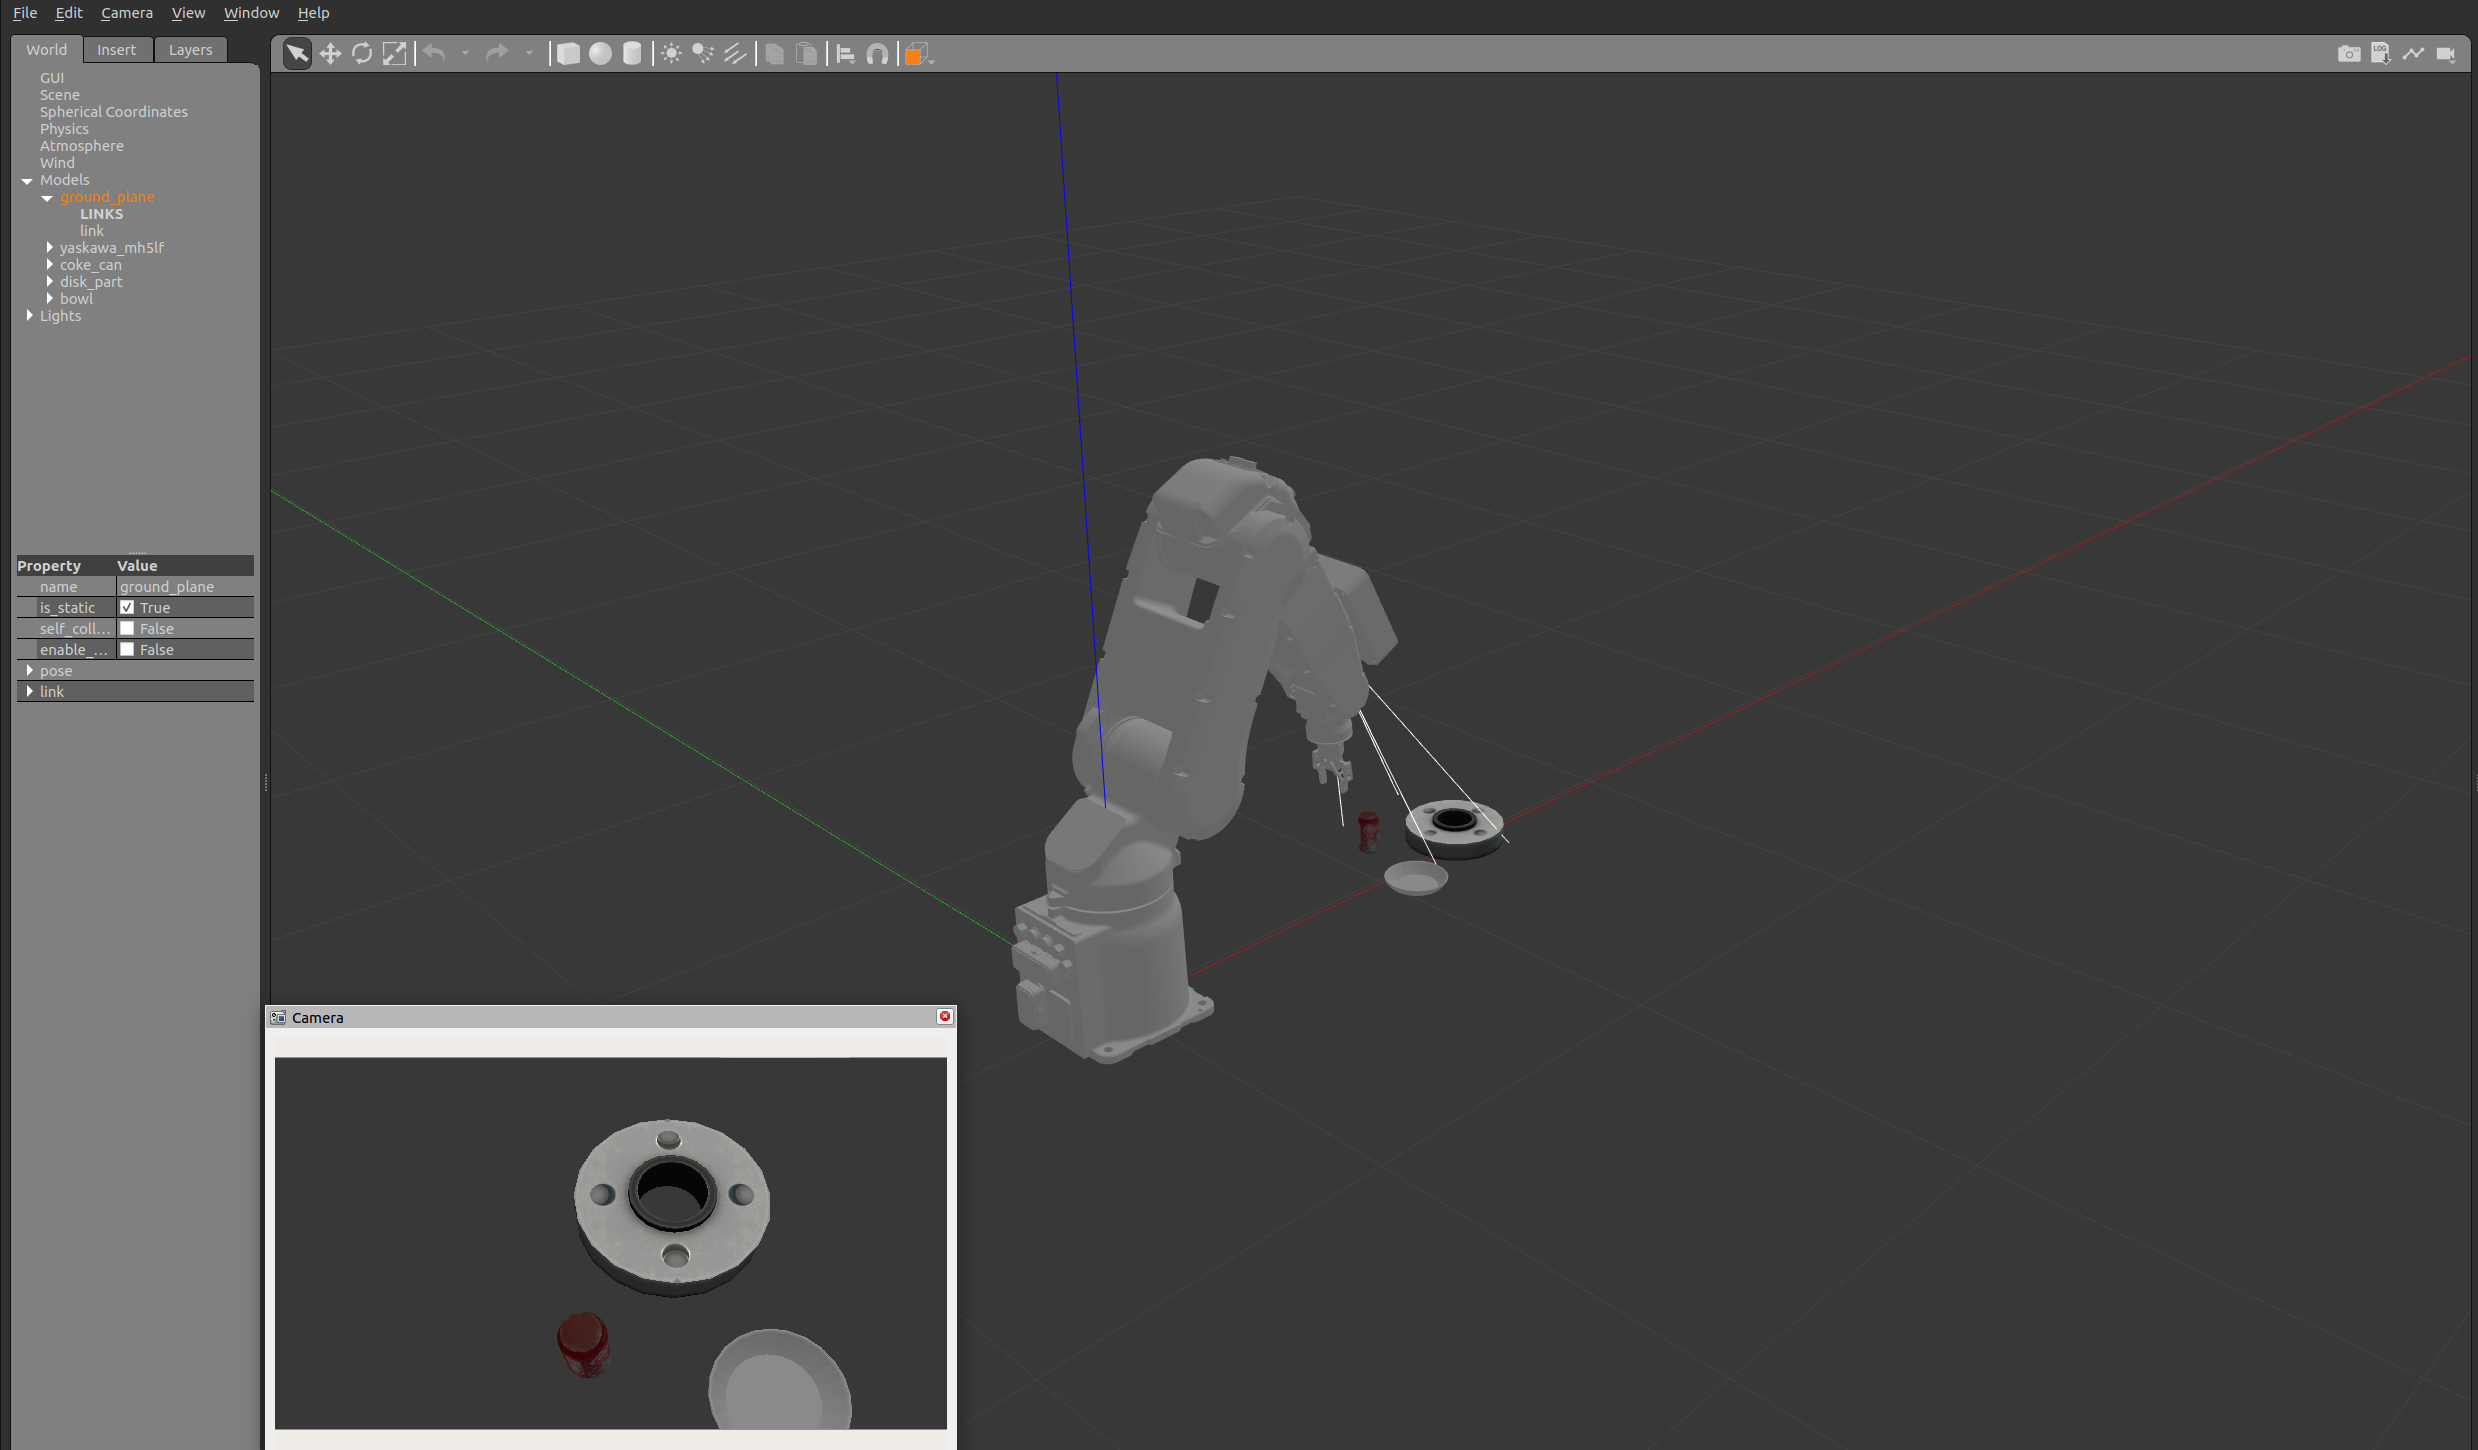 File Edit Camera View Window Help
World Insert Layers
GUI
Scene
Spherical Coordinates
Physics
Atmosphere
Wind
Models
ground_plane
LINKS
link
yaskawa_mh5lf
coke_can
disk_part
bowl
Lights
Property Value
name ground_plane
is_static True
self_coll... False
enable_... False
pose
link
LOG
Camera